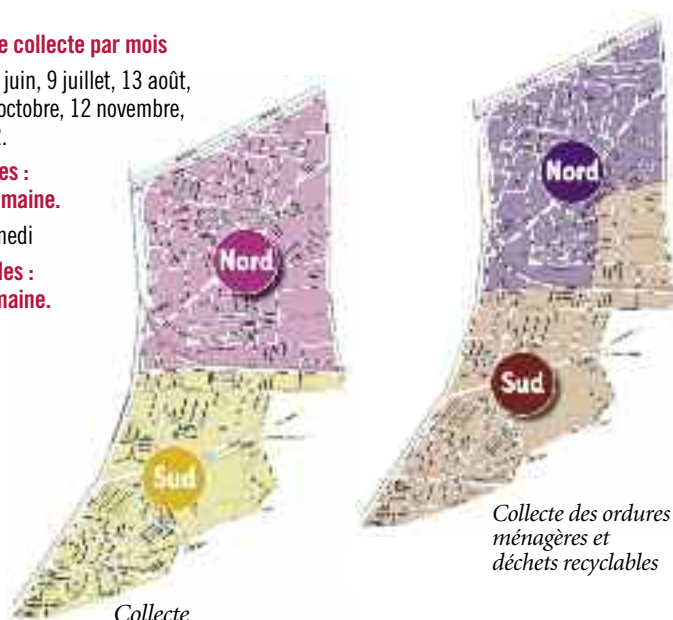 e collecte par mois
juin, 9 juillet, 13 août,
octobre, 12 novembre,
2.
es :
maine.
nedi
les :
maine.
Nord
Sud
Collecte
Nord
Sud
Collecte des ordures
ménagères et
déchets recyclables